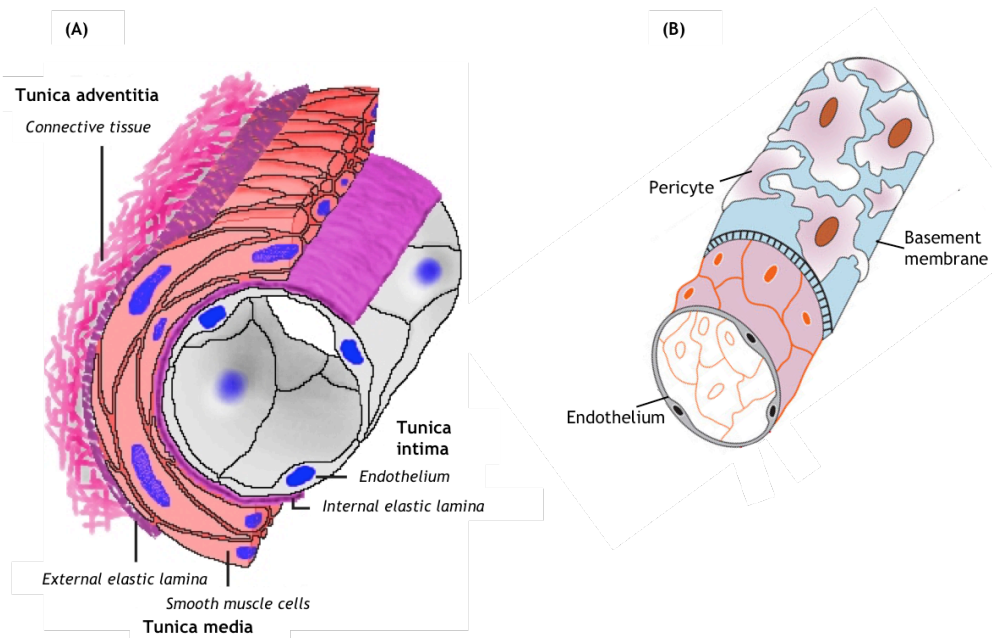 (A)
Tunica adventitia
Connective tissue
Tunica
intima
Endothelium
Internal elastic lamina
External elastic lamina
Smooth muscle cells
Tunica media
(B)
Pericyte
Basement
membrane
Endothelium